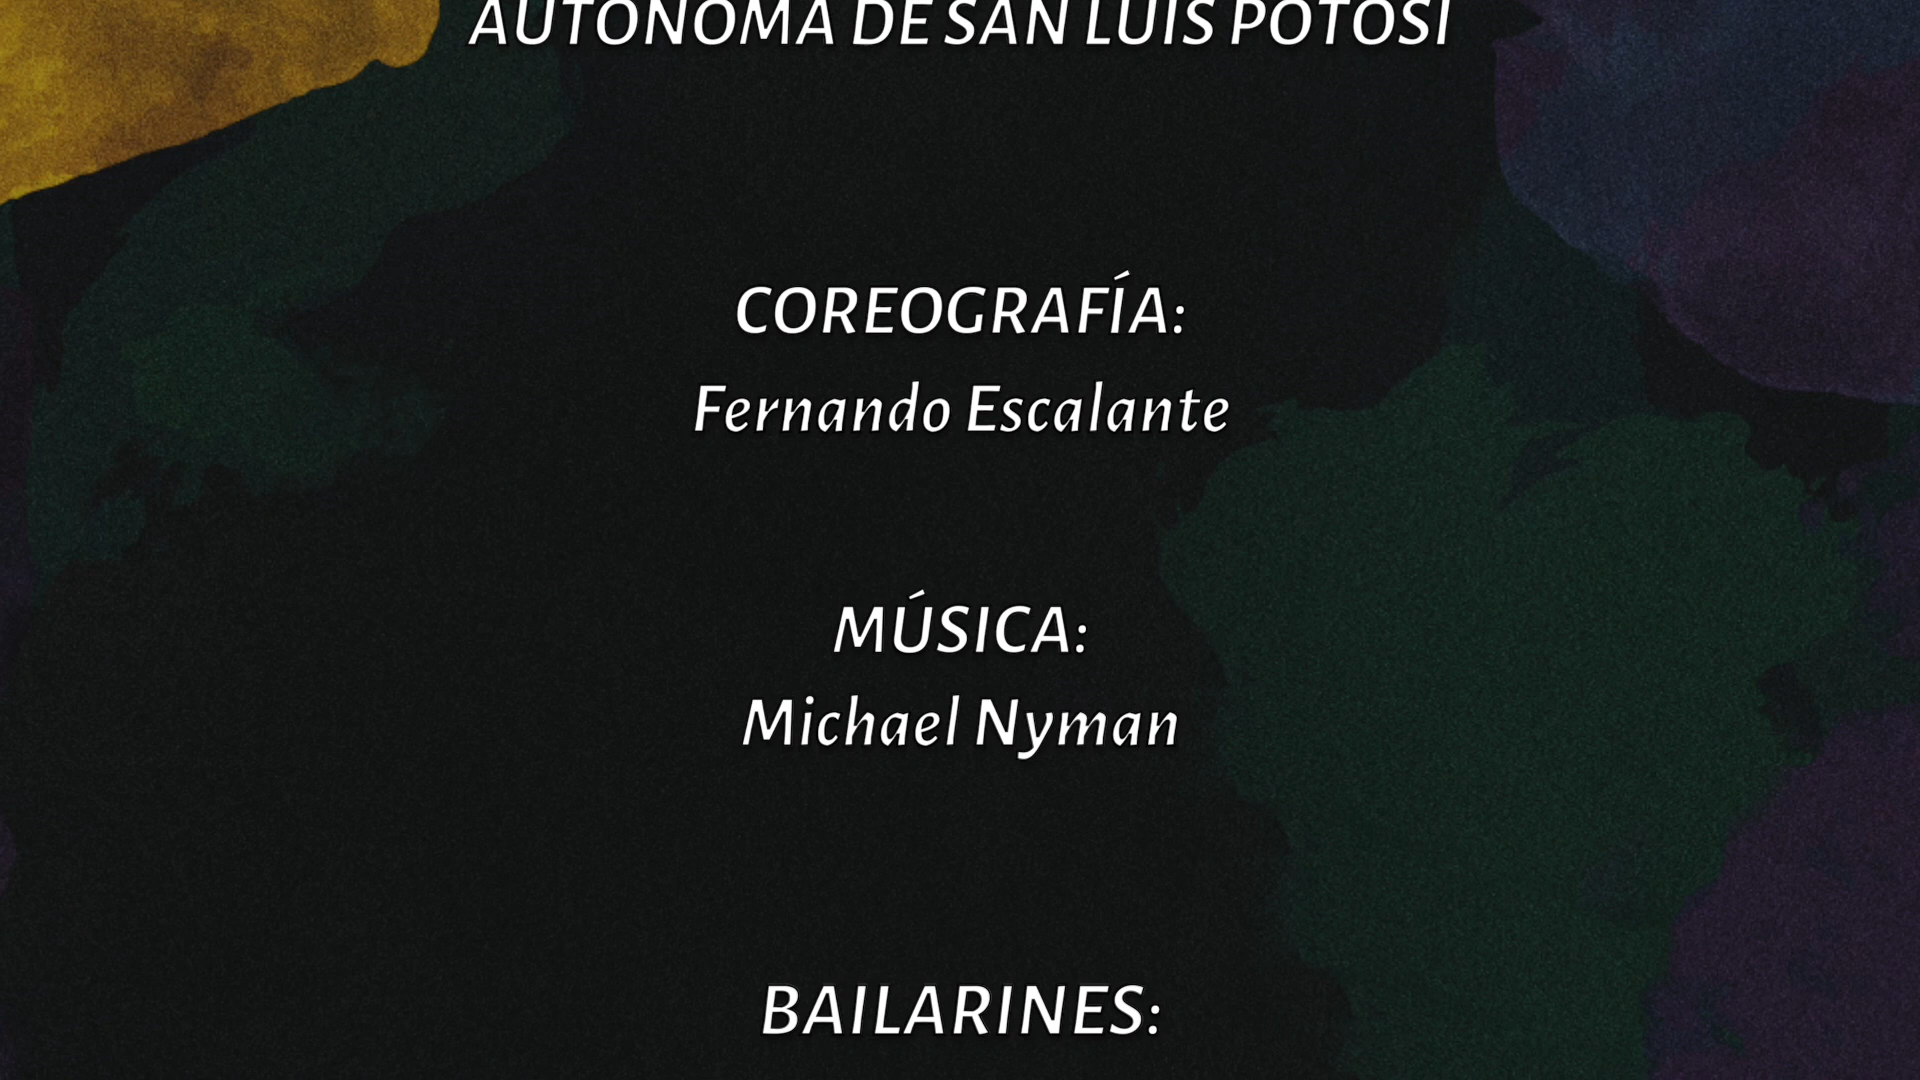 AUTÓNOMA DE SAN LUIS POTOSÍ
COREOGRAFÍA:
Fernando Escalante
MÚSICA:
Michael Nyman
BAILARINES: